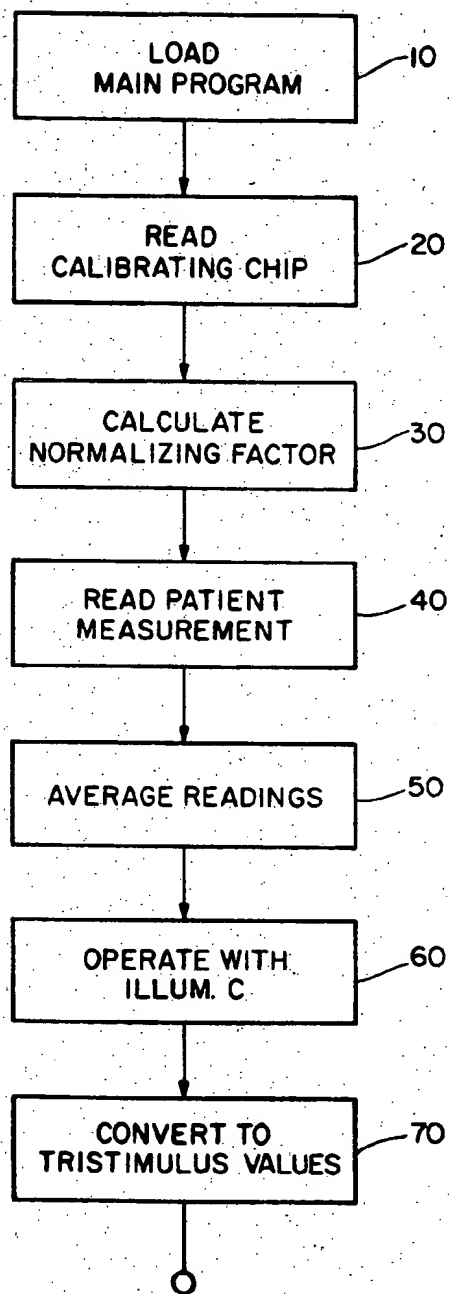 LOAD
MAIN PROGRAM
10
READ
CALIBRATING CHIP
20
CALCULATE
NORMALIZING FACTOR
30
READ PATIENT
MEASUREMENT
40
AVERAGE READINGS
50
OPERATE WITH
ILLUM. C
60
CONVERT TO
TRISTIMULUS VALUES
70